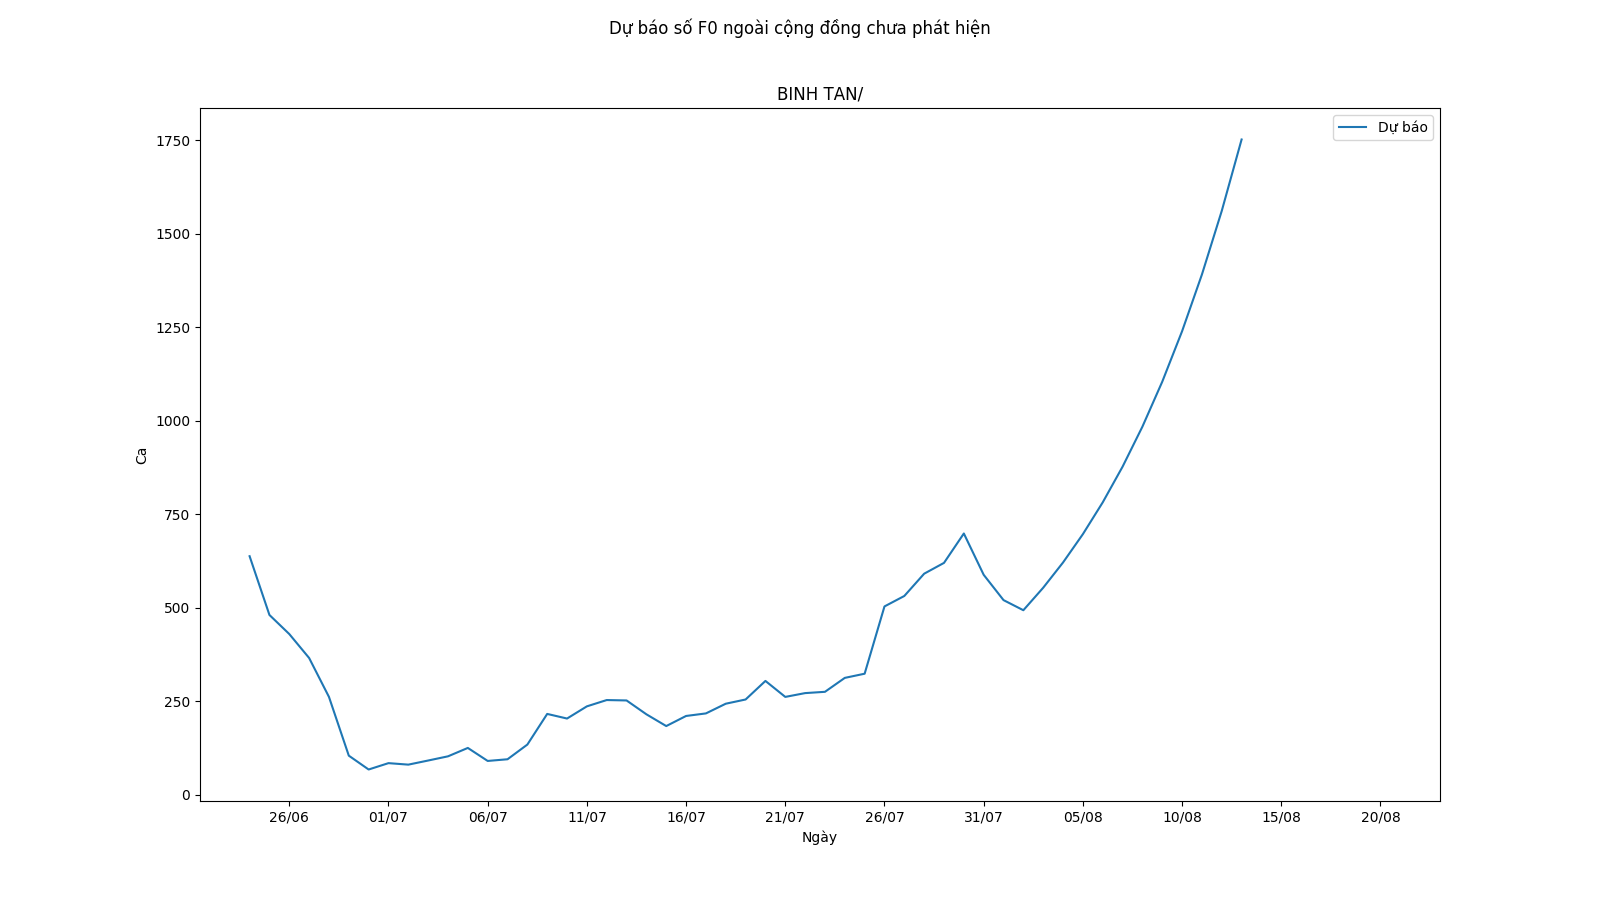 Dự báo số F0 ngoài cộng đồng chưa phát hiện
BINH TAN/
Dự báo
1750
1500
1250
1000
750
500
250
0
Ca
26/06 01/07 06/07 11/07 16/07 21/07 26/07 31/07 05/08 10/08 15/08 20/08
Ngày